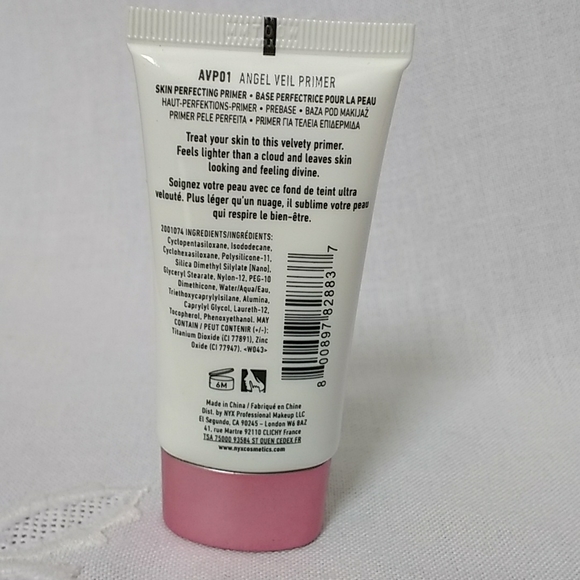 AVP01 ANGEL VEIL PRIMER
SKIN PERFECTING PRIMER • BASE PERFECTRICE POUR LA PEAU
HAUT-PERFEKTIONS-PRIMER • PREBASE • BAZA POD MAKIJAŻ
PRIMER PELE PERFEITA • PRIMER ΓΙΑ ΤΕΛΕΙΑ ΕΠΙΔΕΡΜΙΔΑ
Treat your skin to this velvety primer.
Feels lighter than a cloud and leaves skin
looking and feeling divine.
Soignez votre peau avec ce fond de teint ultra
velouté. Plus léger qu'un nuage, il sublime votre peau
qui respire le bien-être.
2001074 INGREDIENTS/INGRÉDIENTS:
Cyclopentasiloxane, Isododecane,
Cyclohexasiloxane, Polysilicone-11,
Silica Dimethyl Silylate (Nano),
Glyceryl Stearate, Nylon-12, PEG-10
Dimethicone, Water/Aqua/Eau,
Triethoxycaprylylsilane, Alumina,
Caprylyl Glycol, Laureth-12,
Tocopherol, Phenoxyethanol. MAY
CONTAIN / PEUT CONTENIR (+/-):
Titanium Dioxide (CI 77891), Zinc
Oxide (CI 77947). <W043>
8 00897 82883 7
6M
Made in China / Fabriqué en Chine
Dist. by NYX Professional Makeup LLC
El Segundo, CA 90245 - London W6 8AZ
41, rue Martre 92110 CLICHY France
TSA 75000 93584 ST OUEN CEDEX FR
www.nyxcosmetics.com